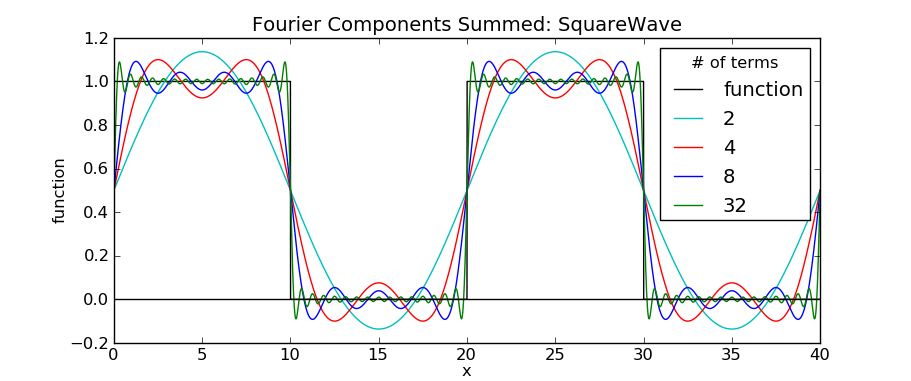 Fourier Components Summed: SquareWave
1.2
1.0
0.8
0.6
0.4
0.2
0.0
−0.2
function
# of terms
function
2
4
8
32
0 5 10 15 20 25 30 35 40
x